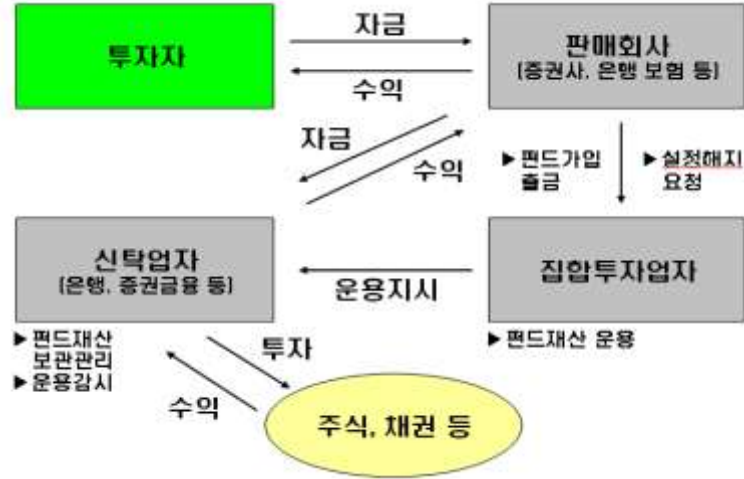 투자자
자금
수익
판매회사
(증권사, 은행 보험 등)
자금
수익
▶펀드가입
출금
▶설정해지
요청
신탁업자
(은행, 증권금융 등)
운용지시
집합투자업자
▶펀드재산
보관관리
▶운용감시
▶펀드재산 운용
투자
수익
주식, 채권 등